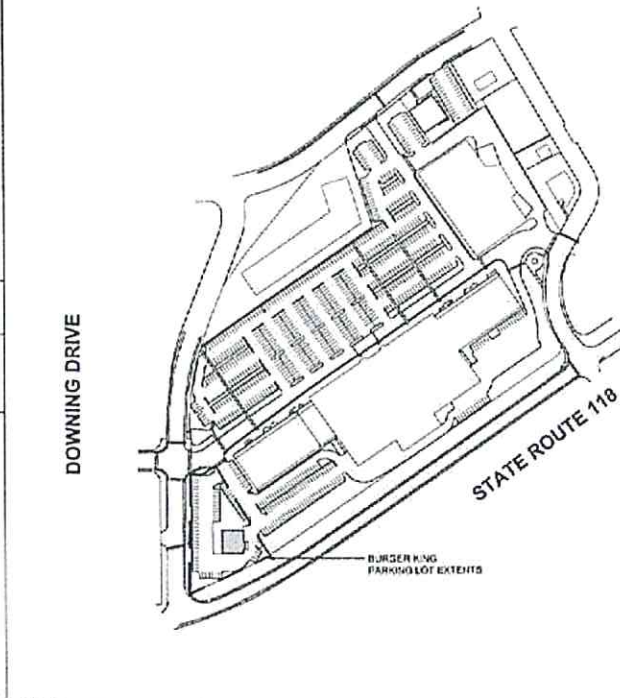 DOWNING DRIVE
STATE ROUTE 118
BURGER KING
PARKING LOT EXTENTS